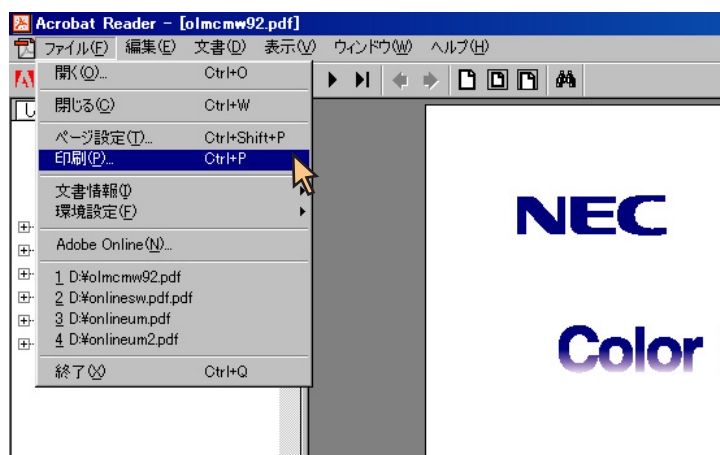 Acrobat Reader - [olmcmw92.pdf]
ファイル(F) 編集(E) 文書(D) 表示(V) ウィンドウ(W) ヘルプ(H)
開く(O)... Ctrl+O
閉じる(C) Ctrl+W
ページ設定(T)... Ctrl+Shift+P
印刷(P)... Ctrl+P
文書情報(I)
環境設定(F)
Adobe Online(N)...
1 D:¥olmcmw92.pdf
2 D:¥onlinesw.pdf.pdf
3 D:¥onlineum.pdf
4 D:¥onlineum2.pdf
終了(X) Ctrl+Q
NEC
Color